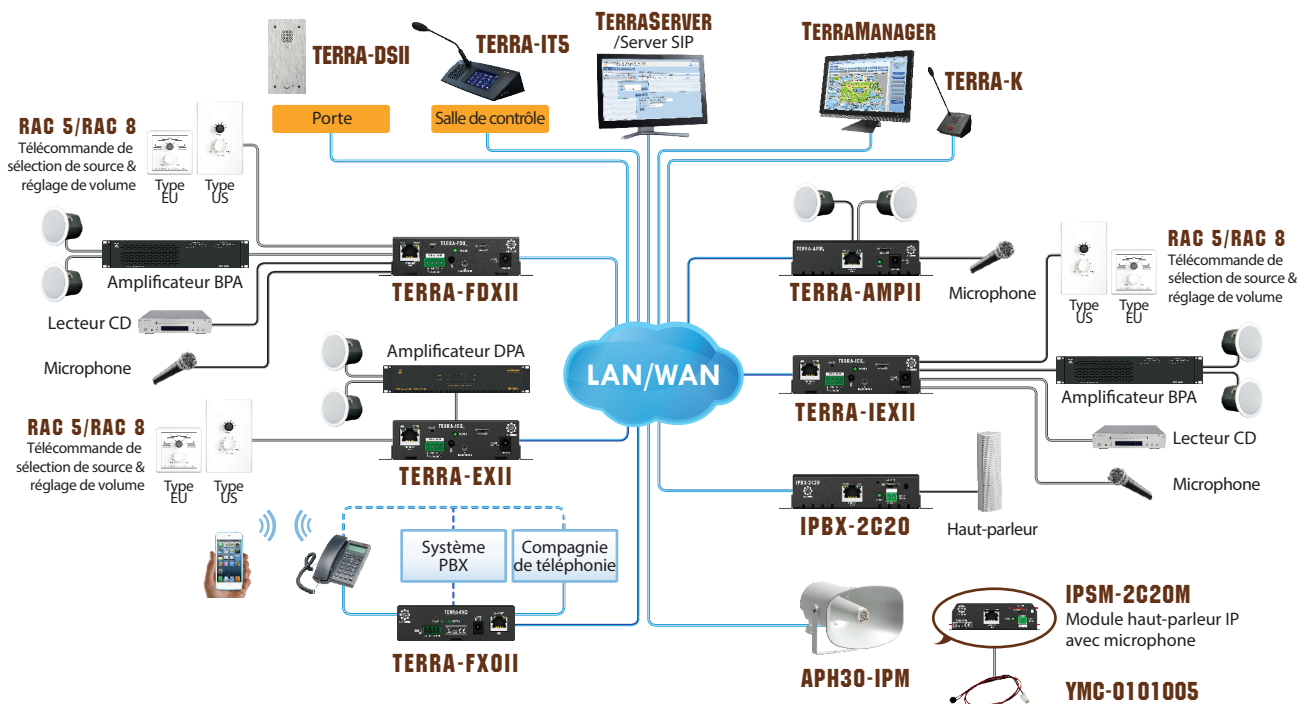 TERRASERVER
/Server SIP
TERRAMANAGER
TERRA-DSII
TERRA-IT5
TERRA-K
Porte
Salle de contrôle
RAC 5/RAC 8
Télécommande de
sélection de source &
réglage de volume
Type
EU
Type
US
Amplificateur BPA
TERRA-FDXII
Lecteur CD
Microphone
Amplificateur DPA
RAC 5/RAC 8
Télécommande de
sélection de source &
réglage de volume
Type
EU
Type
US
TERRA-EXII
Système
PBX
Compagnie
de téléphonie
TERRA-FXOII
LAN/WAN
TERRA-AMPII
Microphone
RAC 5/RAC 8
Télécommande de
sélection de source &
réglage de volume
Type
US
Type
EU
TERRA-IEXII
Amplificateur BPA
Lecteur CD
Microphone
IPBX-2C20
IPBX-2C20
Haut-parleur
APH30-IPM
IPSM-2C20M
Module haut-parleur IP
avec microphone
YMC-0101005